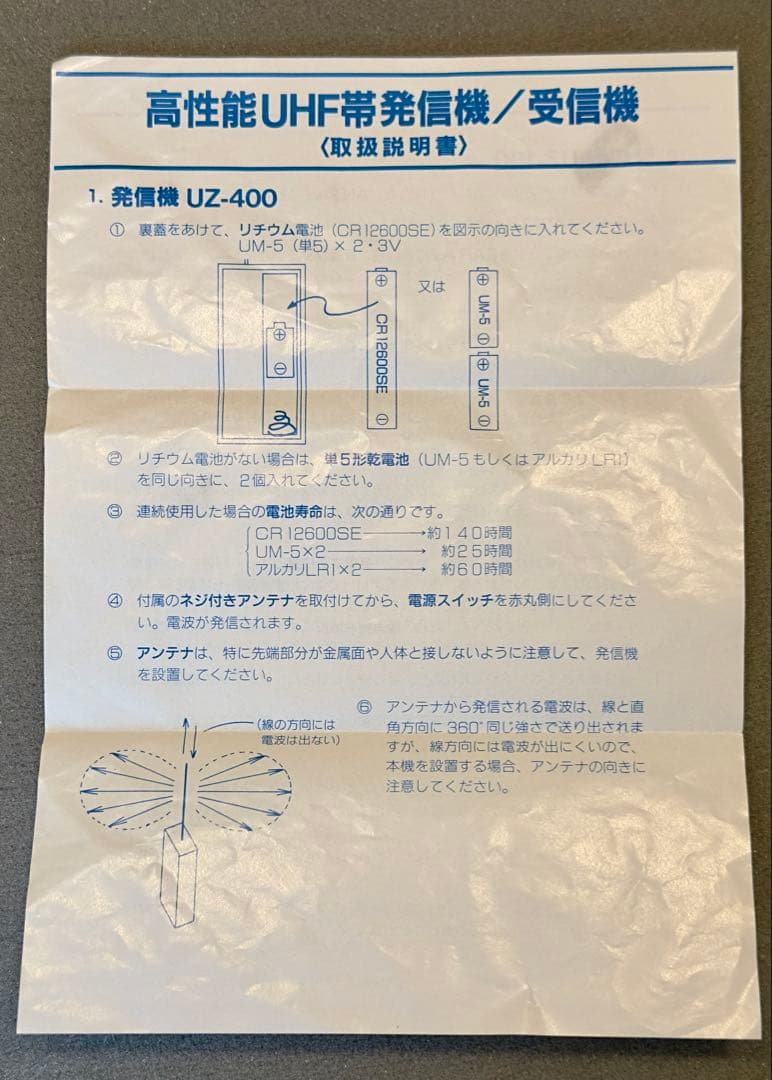 高性能UHF帯発信機／受信機
〈取扱説明書〉
1. 発信機 UZ-400
① 裏蓋をあけて、リチウム電池（CR12600SE）を図示の向きに入れてください。
UM-5（単5）× 2・3V
⊕
⊖
⊕
CR12600SE
⊖
又は
⊕
UM-5
⊖
⊕
UM-5
⊖
② リチウム電池がない場合は、単5形乾電池（UM-5もしくはアルカリLR1）
を同じ向きに、2個入れてください。
③ 連続使用した場合の電池寿命は、次の通りです。
CR12600SE→約140時間
UM-5×2→約25時間
アルカリLR1×2→約60時間
④ 付属のネジ付きアンテナを取付けてから、電源スイッチを赤丸側にしてくださ
い。電波が発信されます。
⑤ アンテナは、特に先端部分が金属面や人体と接しないように注意して、発信機
を設置してください。
（線の方向には
電波は出ない）
⑥ アンテナから発信される電波は、線と直
角方向に360°同じ強さで送り出されま
すが、線方向には電波が出にくいので、
本機を設置する場合、アンテナの向きに
注意してください。